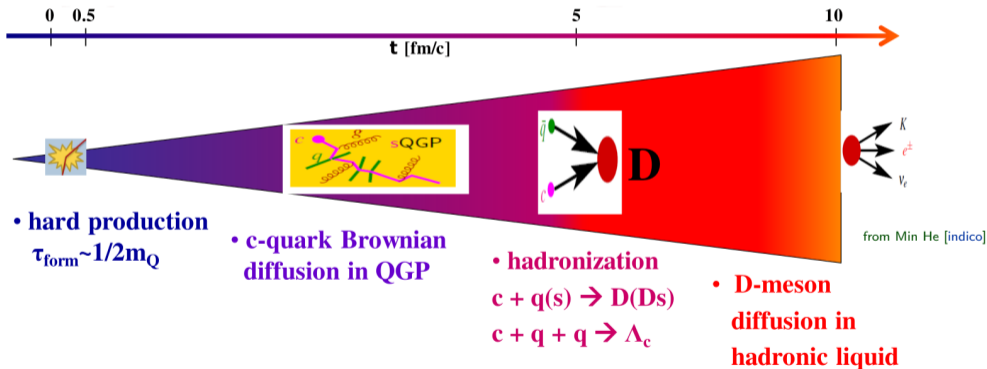 0 0.5 5 10
t [fm/c]
c g q sQGP
q̄
c
D
K
e±
νe
from Min He [indico]
• hard production
τform~1/2mQ
• c-quark Brownian
diffusion in QGP
• hadronization
c + q(s) → D(Ds)
c + q + q → Λc
• D-meson
diffusion in
hadronic liquid